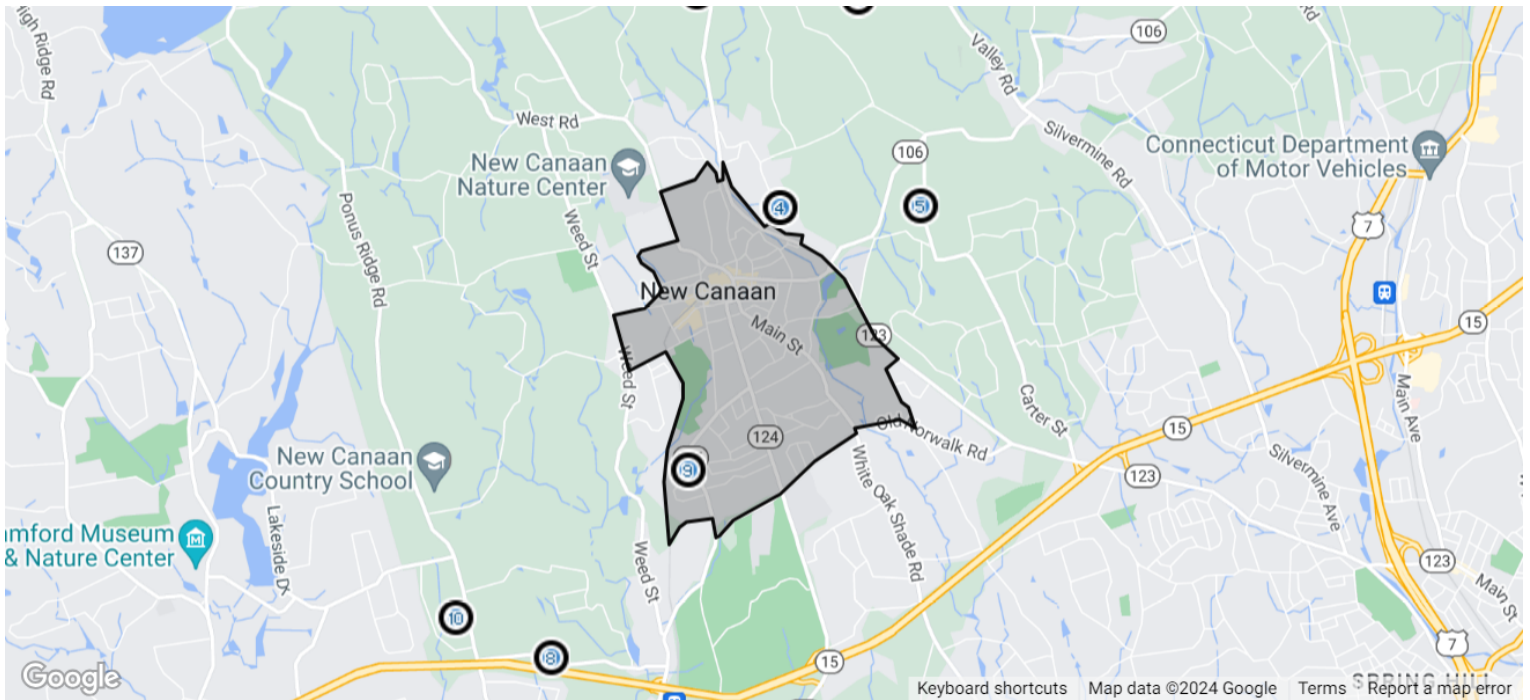 High Ridge Rd
106
Valley Rd
Rd
West Rd
Silvermine Rd
106
Connecticut Department
of Motor Vehicles
New Canaan
Nature Center
4
5
Ponus Ridge Rd
Weed St
7
137
New Canaan
Main St
123
15
Weed St
Carter St
Main Ave
124
Old Norwalk Rd
15
New Canaan
Country School
9
White Oak Shade Rd
Silvermine Ave
123
amford Museum
& Nature Center
Lakeside Dr
Weed St
123
Main St
10
8
15
7
Google
SPRING HILL
Keyboard shortcuts
Map data ©2024 Google
Terms
Report a map error